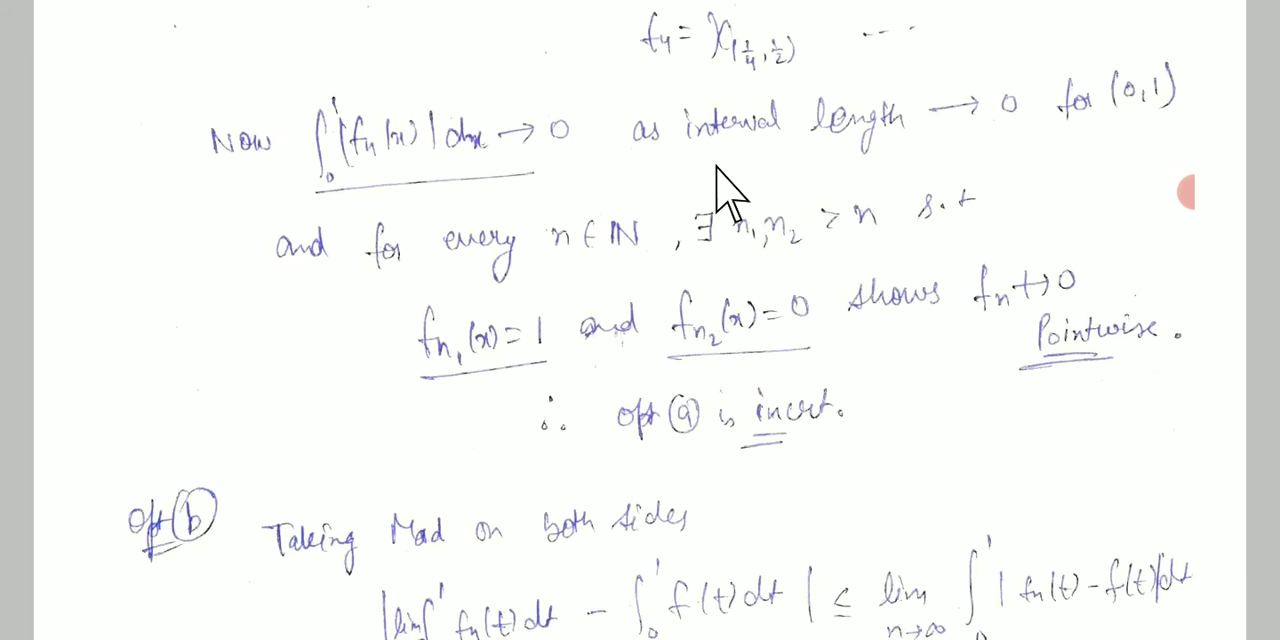 f₄ = χ(1/4, 1/2) ----
Now ∫₀¹ |fₙ(x)| dx → 0 as interval length → 0 for (0,1)
and for every n ∈ ℕ, ∃ n₁, n₂ > n s.t
fₙ₁(x) = 1 and fₙ₂(x) = 0 shows fₙ ↛ 0
Pointwise.
∴ opt (a) is incrt.
Opt (b) Taking Mod on both sides
|lim ∫¹ fₙ(t) dt - ∫₀¹ f(t) dt | ≤ lim n→∞ ∫₀¹ | fₙ(t) - f(t)| dt